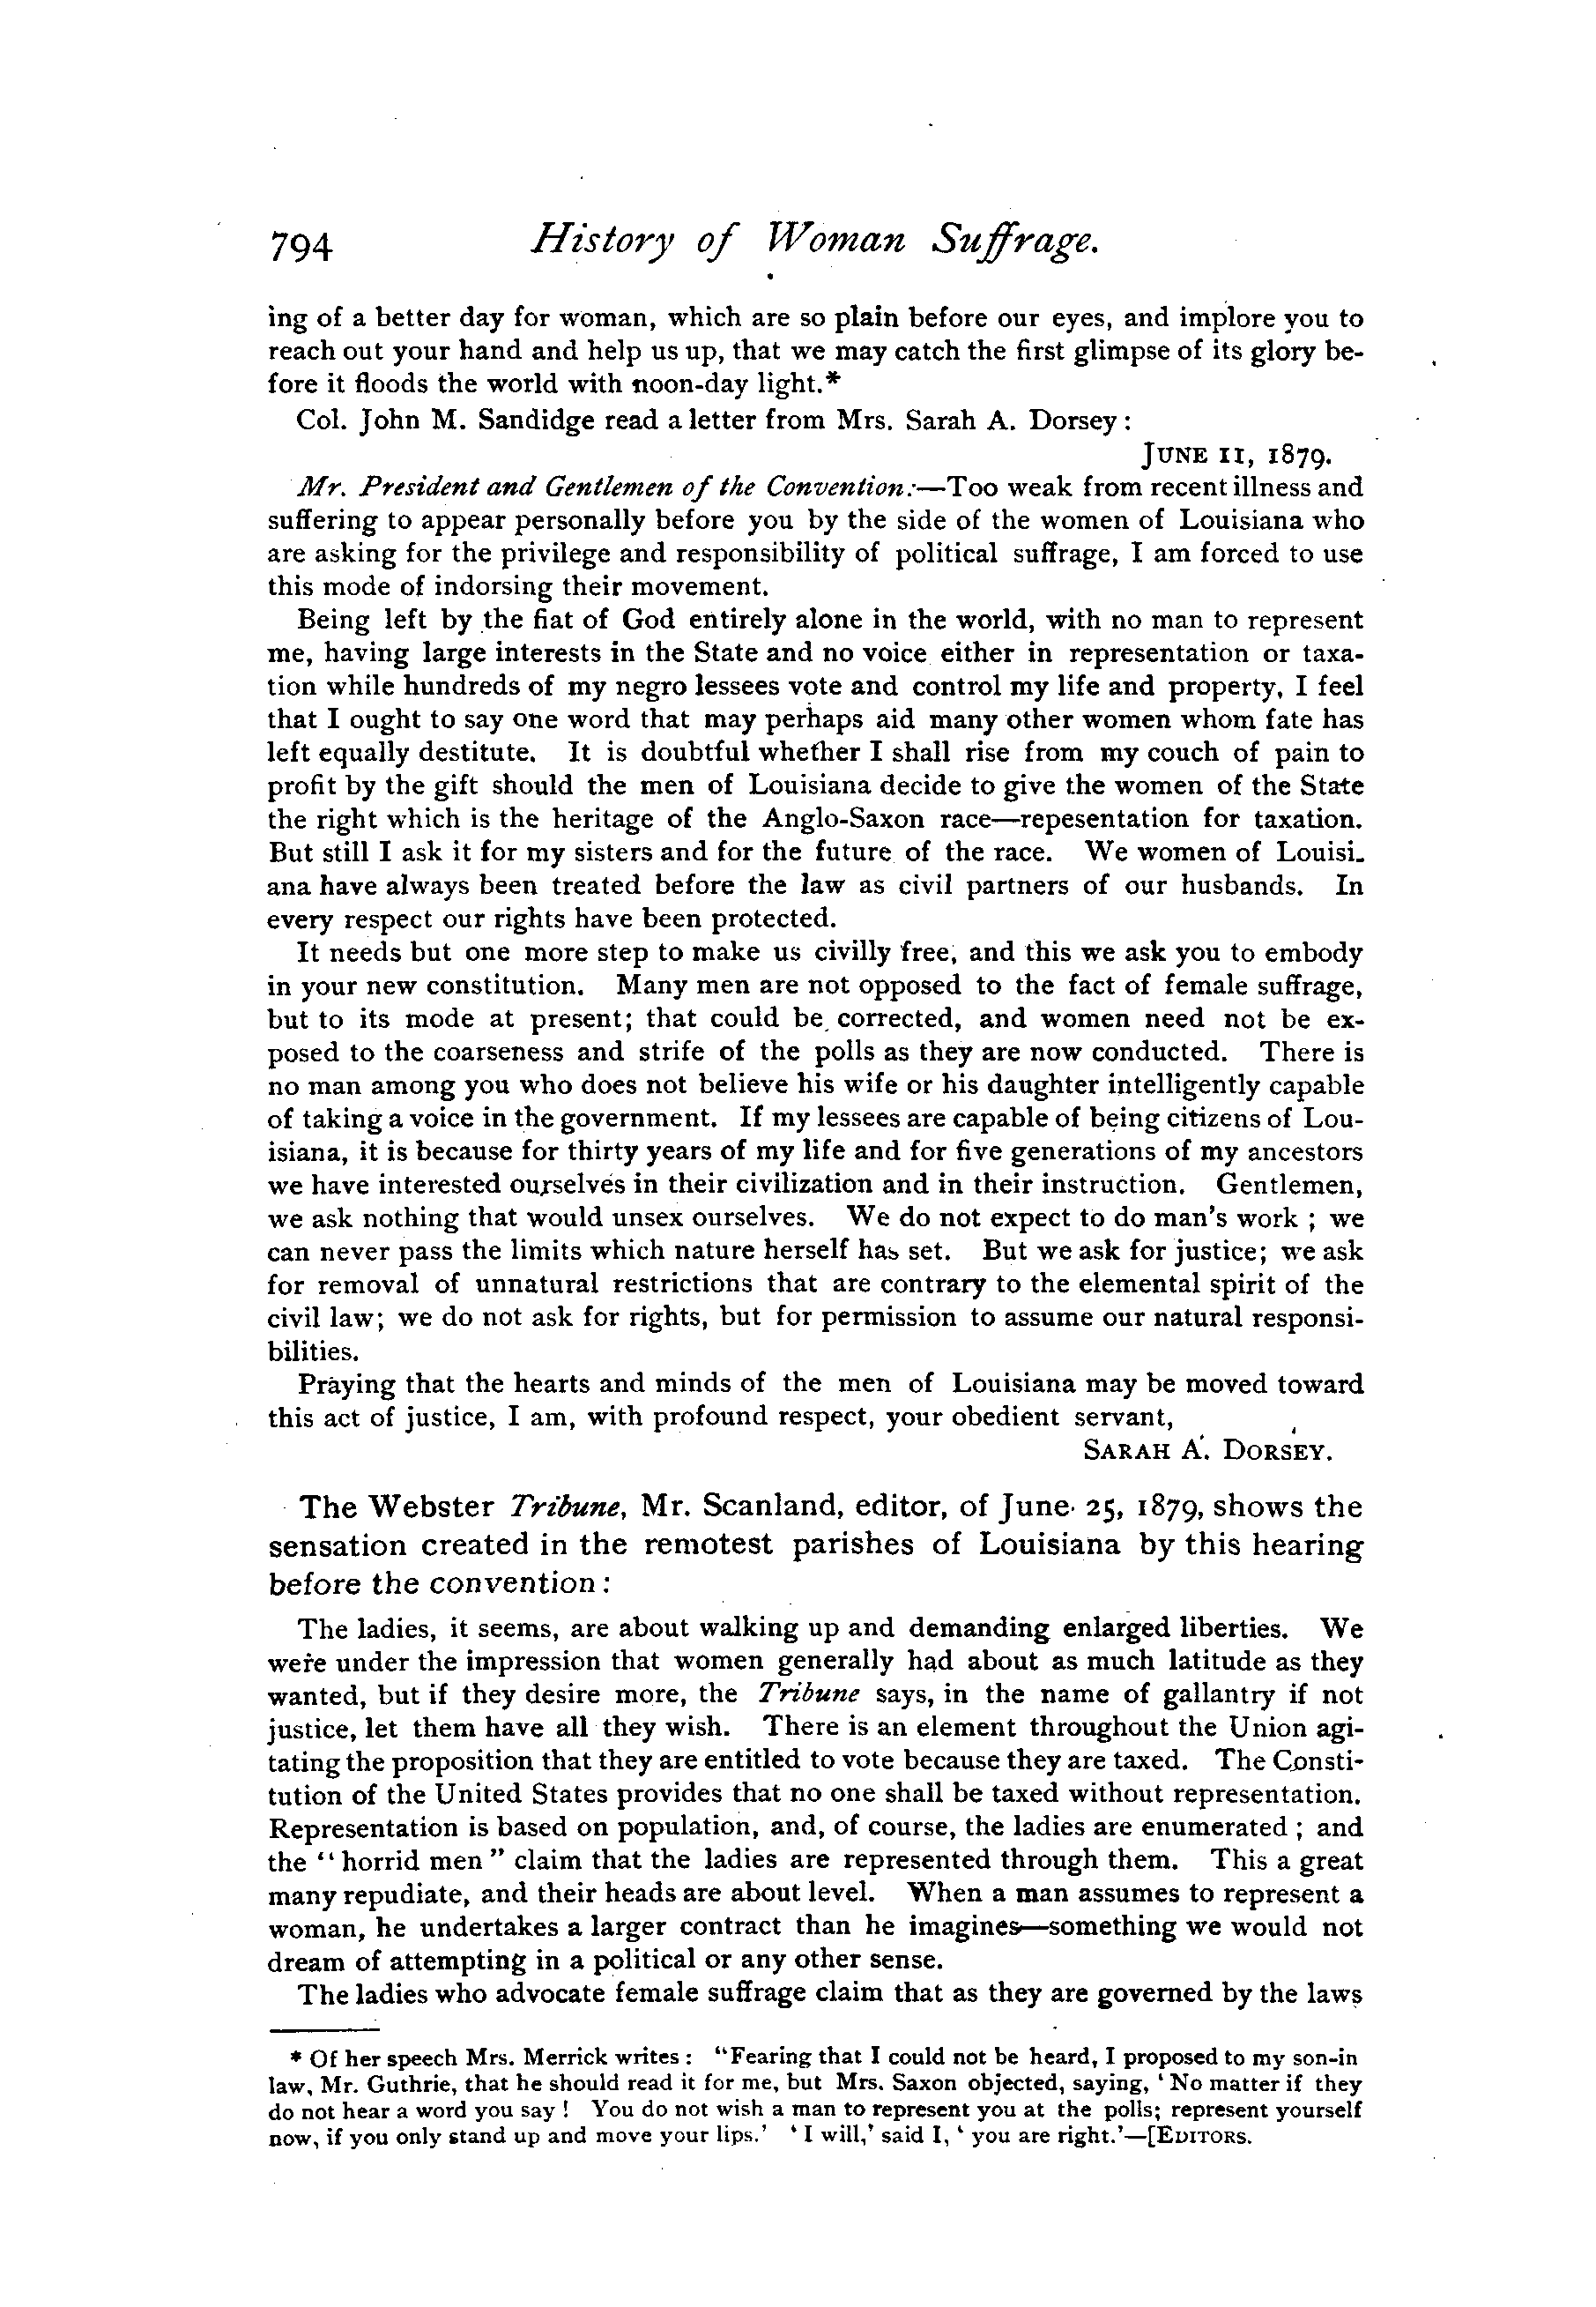 794 History of Woman Suffrage.
ing of a better day for woman, which are so plain before our eyes, and implore you to
reach out your hand and help us up, that we may catch the first glimpse of its glory be-
fore it floods the world with noon-day light.*
Col. John M. Sandidge read a letter from Mrs. Sarah A. Dorsey :
JUNE 11, 1879.
Mr. President and Gentlemen of the Convention:—Too weak from recent illness and
suffering to appear personally before you by the side of the women of Louisiana who
are asking for the privilege and responsibility of political suffrage, I am forced to use
this mode of indorsing their movement.
Being left by the fiat of God entirely alone in the world, with no man to represent
me, having large interests in the State and no voice either in representation or taxa-
tion while hundreds of my negro lessees vote and control my life and property, I feel
that I ought to say one word that may perhaps aid many other women whom fate has
left equally destitute. It is doubtful whether I shall rise from my couch of pain to
profit by the gift should the men of Louisiana decide to give the women of the State
the right which is the heritage of the Anglo-Saxon race—repesentation for taxation.
But still I ask it for my sisters and for the future of the race. We women of Louisi-
ana have always been treated before the law as civil partners of our husbands. In
every respect our rights have been protected.
It needs but one more step to make us civilly free, and this we ask you to embody
in your new constitution. Many men are not opposed to the fact of female suffrage,
but to its mode at present; that could be corrected, and women need not be ex-
posed to the coarseness and strife of the polls as they are now conducted. There is
no man among you who does not believe his wife or his daughter intelligently capable
of taking a voice in the government. If my lessees are capable of being citizens of Lou-
isiana, it is because for thirty years of my life and for five generations of my ancestors
we have interested ourselves in their civilization and in their instruction. Gentlemen,
we ask nothing that would unsex ourselves. We do not expect to do man's work ; we
can never pass the limits which nature herself has set. But we ask for justice; we ask
for removal of unnatural restrictions that are contrary to the elemental spirit of the
civil law; we do not ask for rights, but for permission to assume our natural responsi-
bilities.
Praying that the hearts and minds of the men of Louisiana may be moved toward
this act of justice, I am, with profound respect, your obedient servant,
SARAH A. DORSEY.
The Webster Tribune, Mr. Scanland, editor, of June 25, 1879, shows the
sensation created in the remotest parishes of Louisiana by this hearing
before the convention :
The ladies, it seems, are about walking up and demanding enlarged liberties. We
were under the impression that women generally had about as much latitude as they
wanted, but if they desire more, the Tribune says, in the name of gallantry if not
justice, let them have all they wish. There is an element throughout the Union agi-
tating the proposition that they are entitled to vote because they are taxed. The Consti-
tution of the United States provides that no one shall be taxed without representation.
Representation is based on population, and, of course, the ladies are enumerated ; and
the "horrid men" claim that the ladies are represented through them. This a great
many repudiate, and their heads are about level. When a man assumes to represent a
woman, he undertakes a larger contract than he imagines—something we would not
dream of attempting in a political or any other sense.
The ladies who advocate female suffrage claim that as they are governed by the laws
* Of her speech Mrs. Merrick writes : "Fearing that I could not be heard, I proposed to my son-in
law, Mr. Guthrie, that he should read it for me, but Mrs. Saxon objected, saying, 'No matter if they
do not hear a word you say ! You do not wish a man to represent you at the polls; represent yourself
now, if you only stand up and move your lips.' 'I will,' said I, ' you are right.'—[EDITORS.